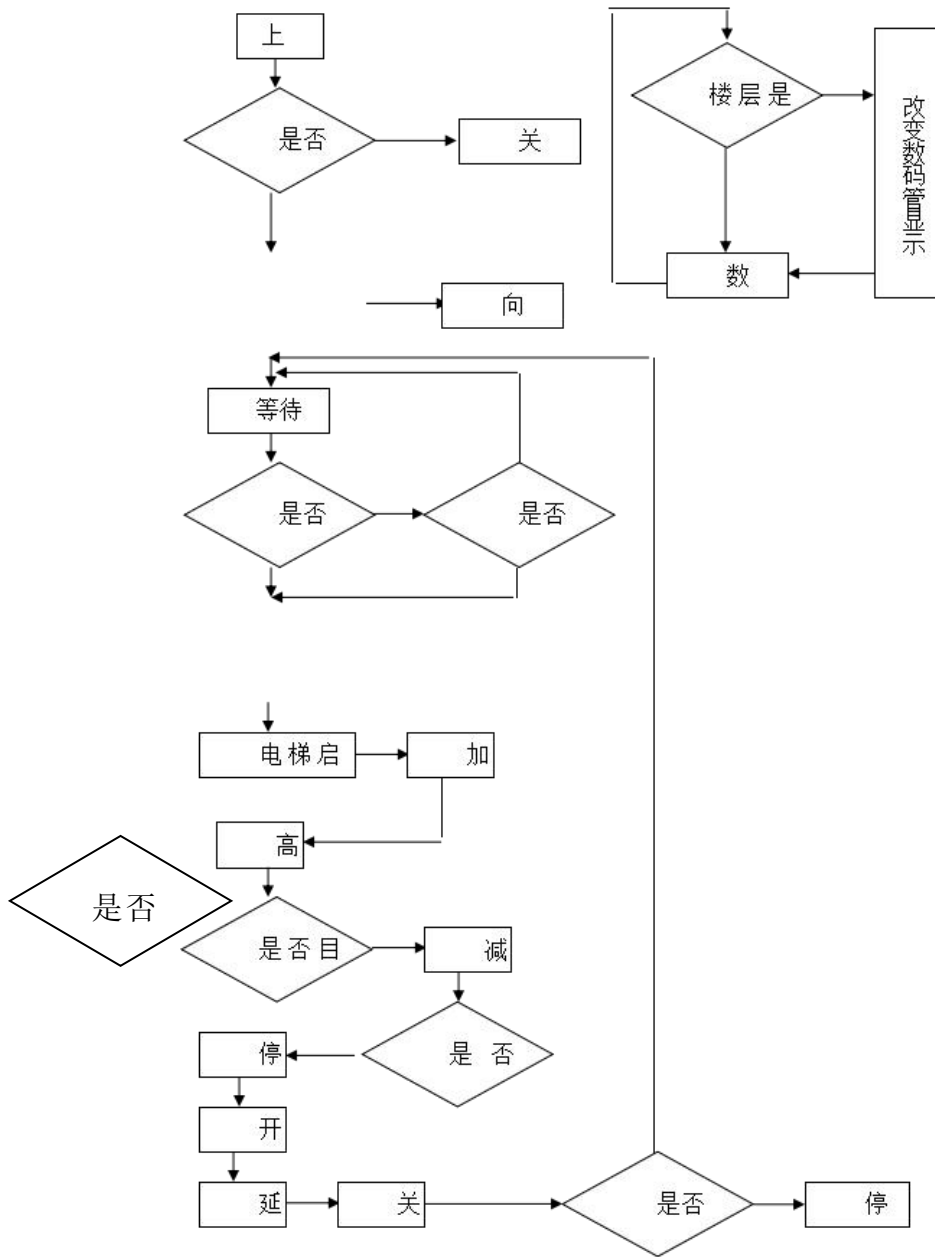 上
是否
关
向
楼层是
改变数码管显示
数
等待
是否
是否
电梯启
加
高
是否
是否目
减
是 否
停
开
延
关
是否
停